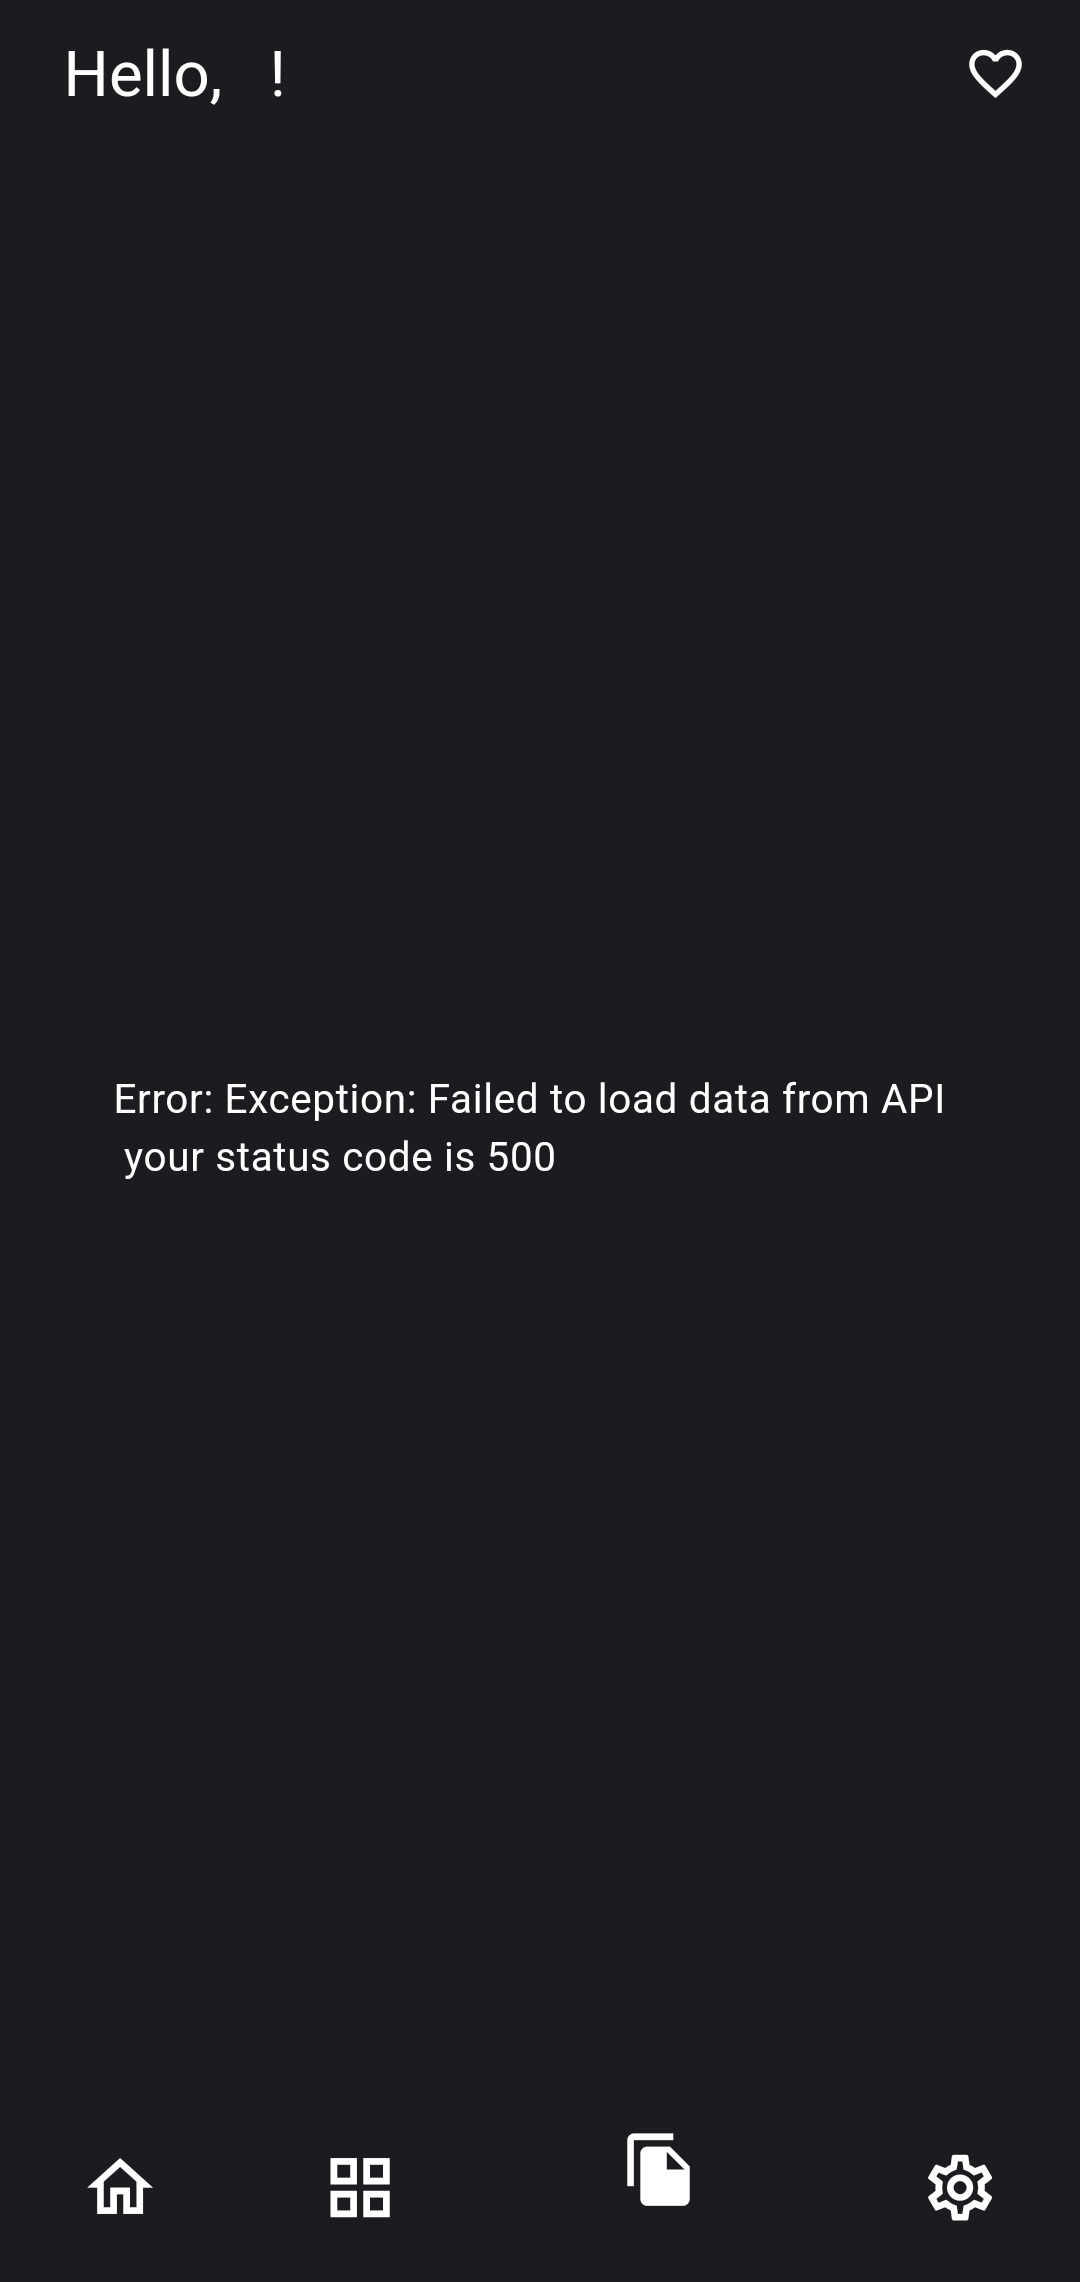 Hello,   !
Error: Exception: Failed to load data from API
your status code is 500